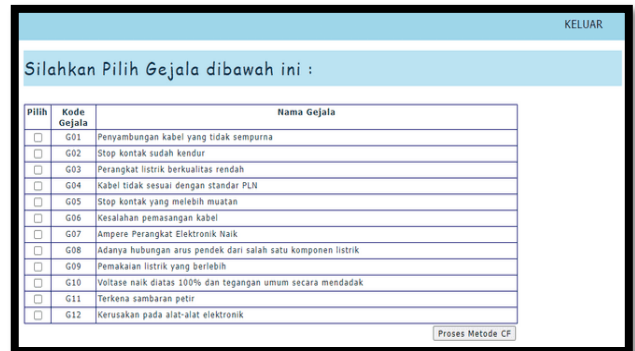 KELUAR
Silahkan Pilih Gejala dibawah ini :
Pilih Kode Gejala Nama Gejala
G01 Penyambungan kabel yang tidak sempurna
G02 Stop kontak sudah kendur
G03 Perangkat listrik berkualitas rendah
G04 Kabel tidak sesuai dengan standar PLN
G05 Stop kontak yang melebih muatan
G06 Kesalahan pemasangan kabel
G07 Ampere Perangkat Elektronik Naik
G08 Adanya hubungan arus pendek dari salah satu komponen listrik
G09 Pemakaian listrik yang berlebih
G10 Voltase naik diatas 100% dan tegangan umum secara mendadak
G11 Terkena sambaran petir
G12 Kerusakan pada alat-alat elektronik
Proses Metode CF